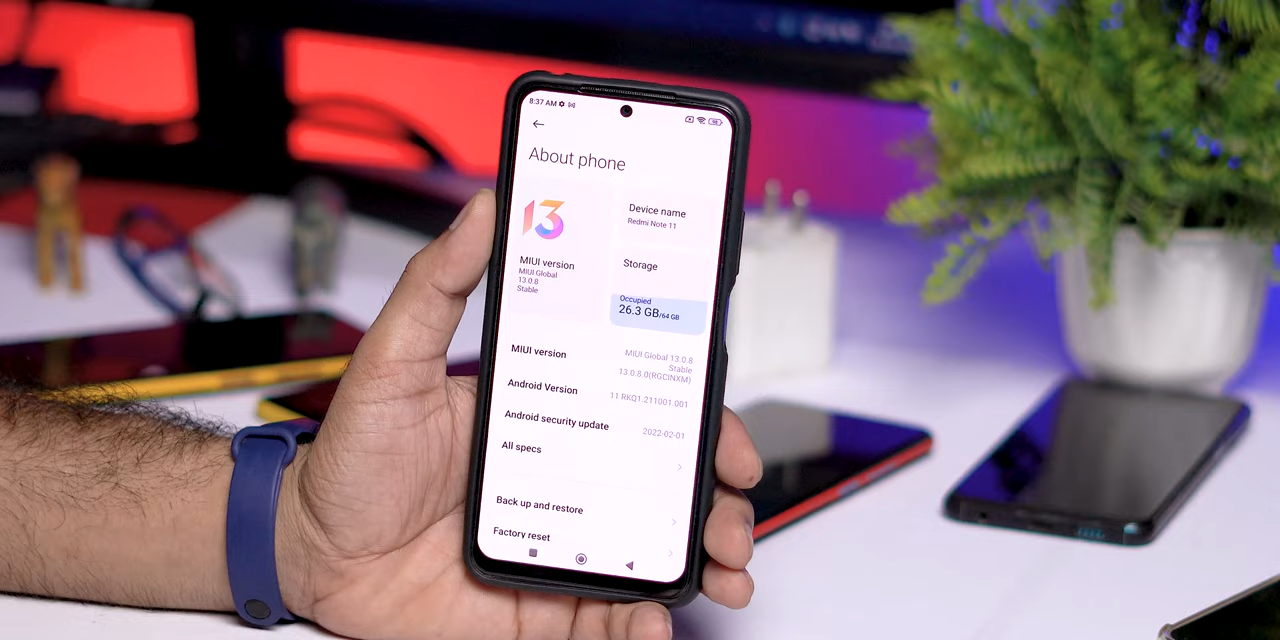 8:37 AM
About phone
13
Device name
Redmi Note 11
MIUI version
MIUI Global
13.0.8
Stable
Storage
Occupied
26.3 GB/64 GB
MIUI version
MIUI Global 13.0.8
Stable
13.0.8.0(RGCINXM)
Android Version
11 RKQ1.211001.001
Android security update
2022-02-01
All specs
Back up and restore
Factory reset